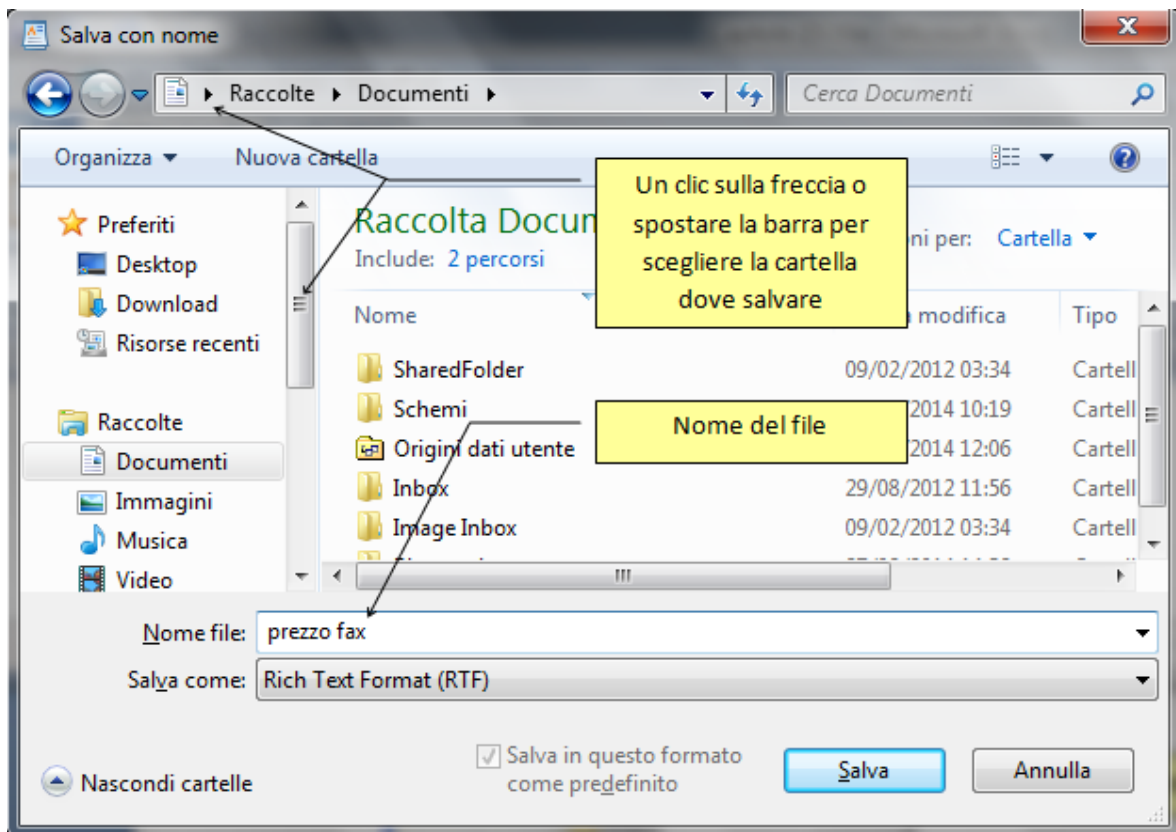 Salva con nome
Raccolte Documenti
Cerca Documenti
Organizza
Nuova cartella
Preferiti
Desktop
Download
Risorse recenti
Raccolte
Documenti
Immagini
Musica
Video
Raccolta Docum
Include: 2 percorsi
ni per: Cartella
Un clic sulla freccia o
spostare la barra per
scegliere la cartella
dove salvare
Nome modifica Tipo
SharedFolder 09/02/2012 03:34 Cartell
Schemi 2014 10:19 Cartell
Origini dati utente 2014 12:06 Cartell
Nome del file
Inbox 29/08/2012 11:56 Cartell
Image Inbox 09/02/2012 03:34 Cartell
Nome file: prezzo fax
Salva come: Rich Text Format (RTF)
Salva in questo formato
come predefinito
Nascondi cartelle
Salva
Annulla